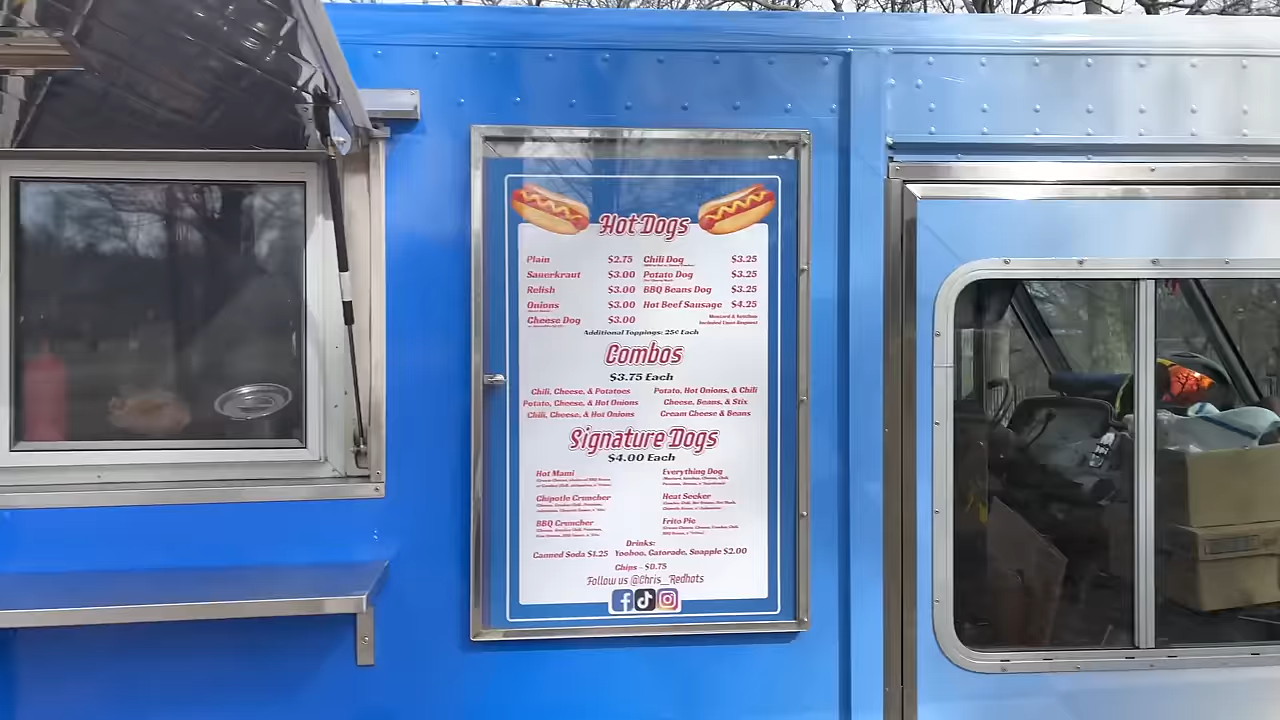 Hot Dogs
Plain $2.75
Sauerkraut $3.00
Relish $3.00
Onions $3.00
Cheese Dog $3.00
Chili Dog $3.25
Potato Dog $3.25
BBQ Beans Dog $3.25
Hot Beef Sausage $4.25
Mustard & Ketchup
Included Upon Request
Additional Toppings: 25¢ Each
Combos
$3.75 Each
Chili, Cheese, & Potatoes
Potato, Cheese, & Hot Onions
Chili, Cheese, & Hot Onions
Potato, Hot Onions, & Chili
Cheese, Beans, & Stix
Cream Cheese & Beans
Signature Dogs
$4.00 Each
Hot Mami
Chipotle Cruncher
BBQ Cruncher
Everything Dog
Heat Seeker
Frito Pie
Drinks:
Canned Soda $1.25 Yoohoo, Gatorade, Snapple $2.00
Chips - $0.75
Follow us @Chris_Redhots